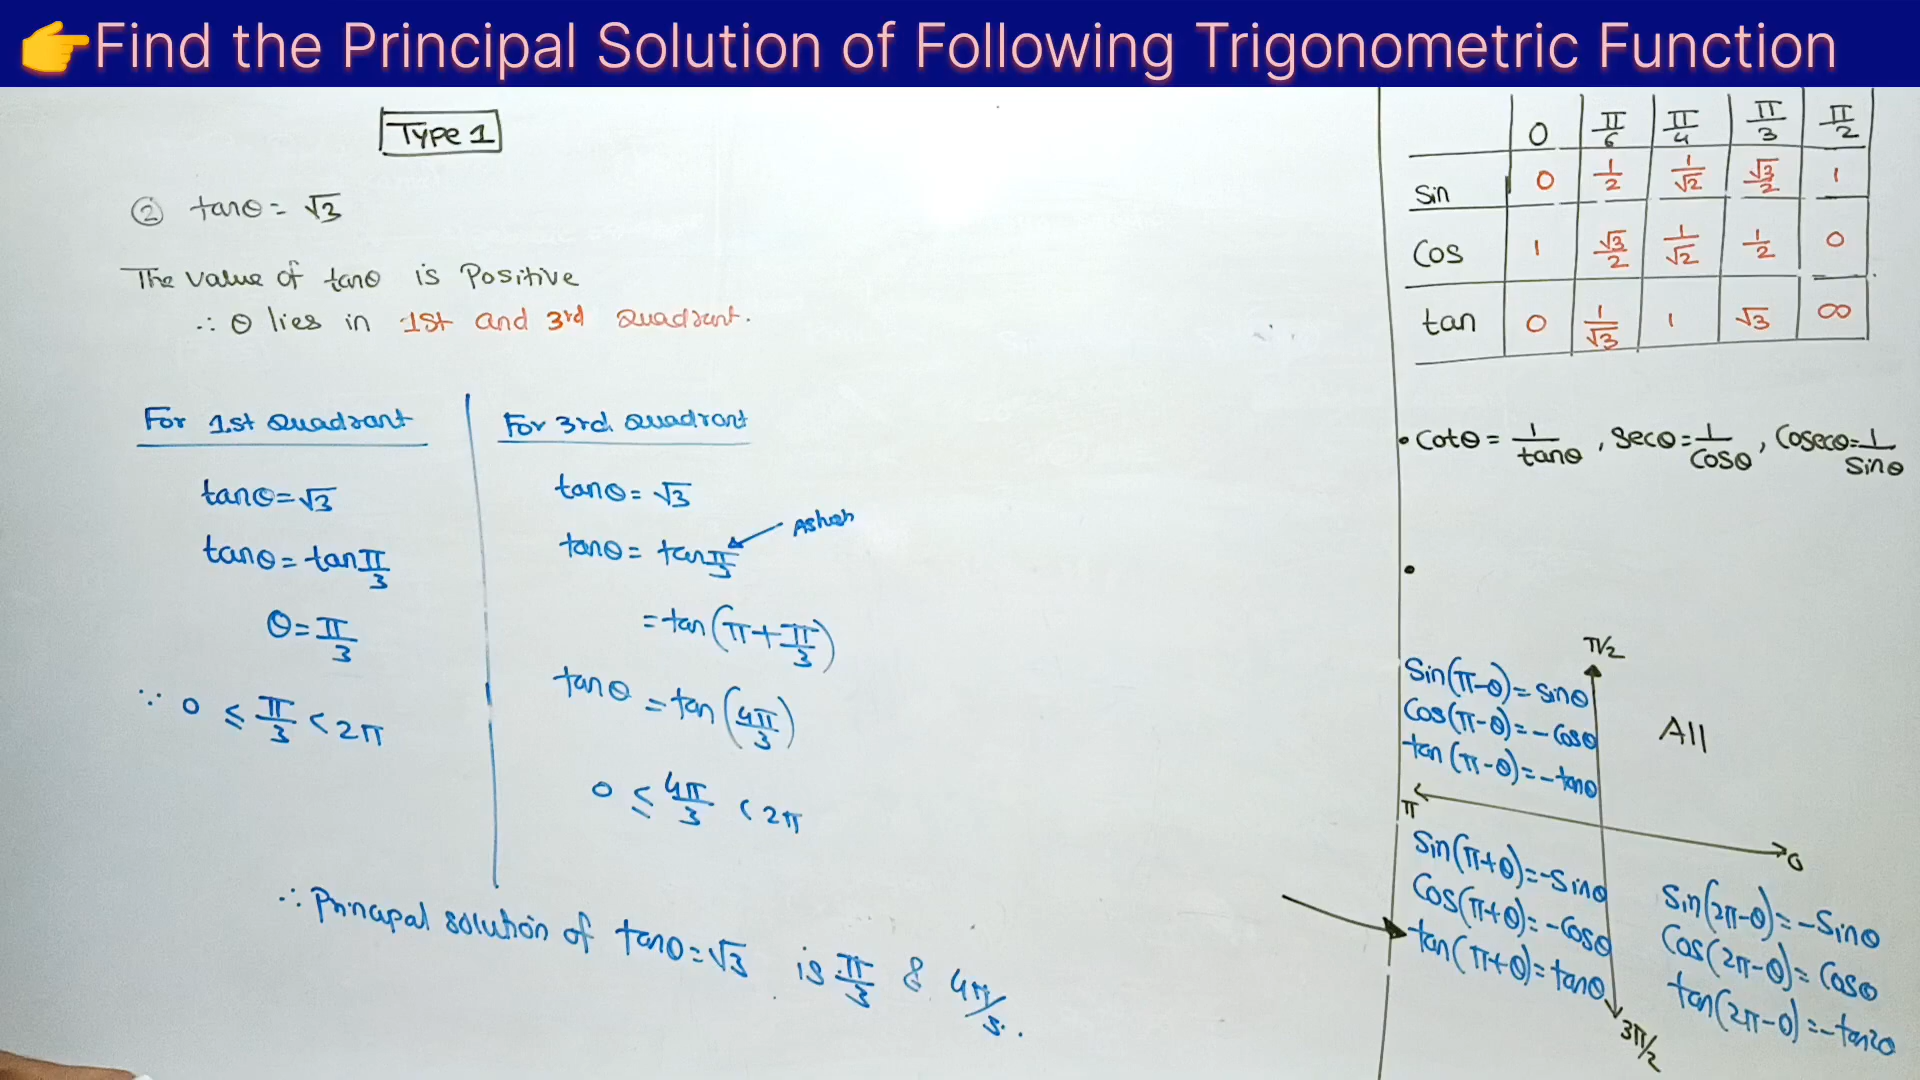 👉Find the Principal Solution of Following Trigonometric Function
Type 1
② tanθ = √3
The value of tanθ is Positive
∴ θ lies in 1st and 3rd Quadrant.
For 1st Quadrant
tanθ = √3
tanθ = tan π/3
θ = π/3
∵ 0 ≤ π/3 < 2π
For 3rd Quadrant
tanθ = √3
tanθ = tan π/3
= tan(π + π/3)
tanθ = tan(4π/3)
0 ≤ 4π/3 < 2π
∴ Principal solution of tanθ = √3 is π/3 & 4π/3.
0 π/6 π/4 π/3 π/2
sin 0 1/2 1/√2 √3/2 1
cos 1 √3/2 1/√2 1/2 0
tan 0 1/√3 1 √3 ∞
• cotθ = 1/tanθ , secθ = 1/cosθ , cosecθ = 1/sinθ
•
π/2
Sin(π-θ) = sinθ
Cos(π-θ) = -cosθ
tan(π-θ) = -tanθ
All
π
0
Sin(π+θ) = -sinθ
Cos(π+θ) = -cosθ
tan(π+θ) = tanθ
Sin(2π-θ) = -sinθ
Cos(2π-θ) = cosθ
tan(2π-θ) = -tanθ
3π/2